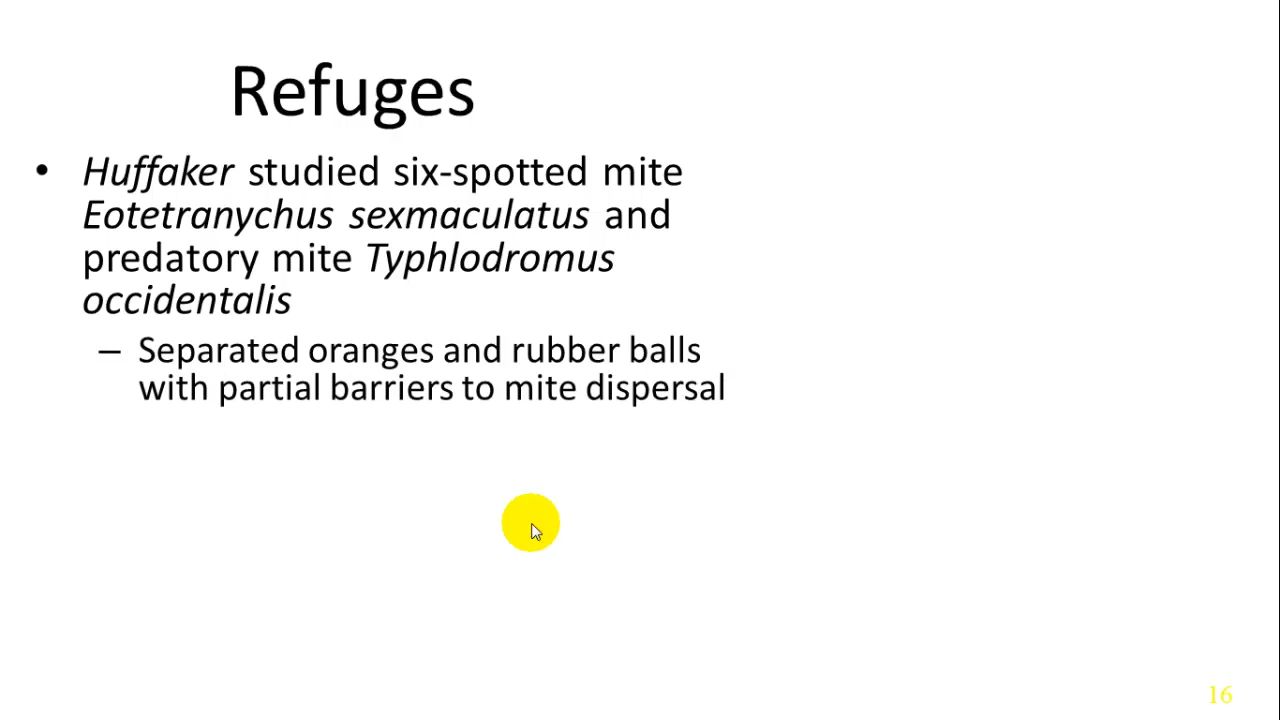 Refuges
• Huffaker studied six-spotted mite
Eotetranychus sexmaculatus and
predatory mite Typhlodromus
occidentalis
– Separated oranges and rubber balls
with partial barriers to mite dispersal
16